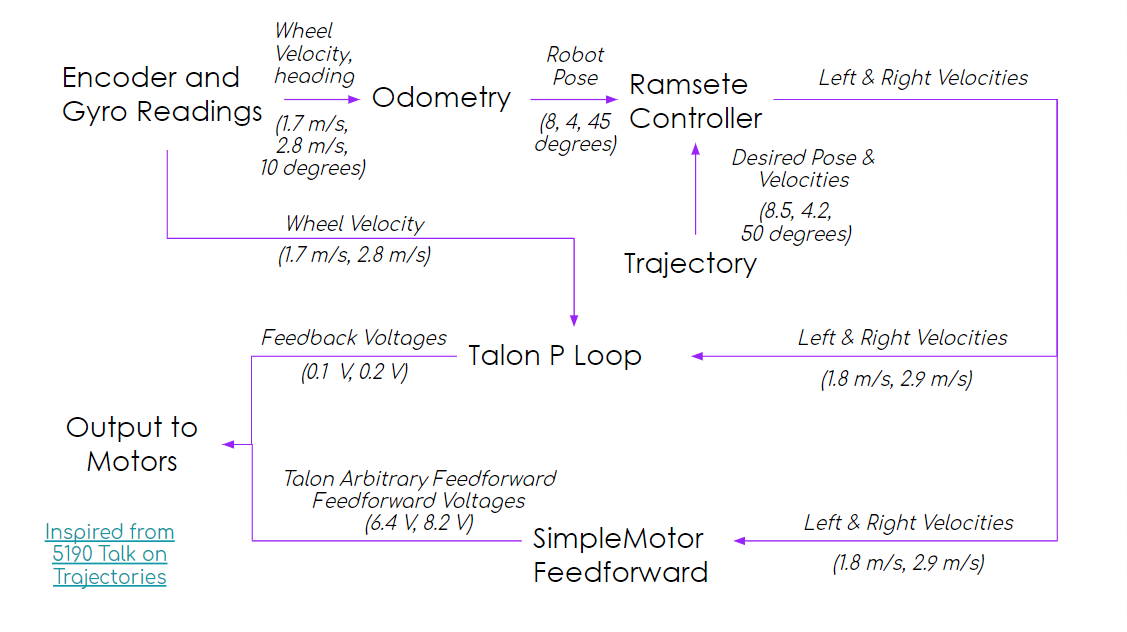 Encoder and
Gyro Readings
Wheel
Velocity,
heading
(1.7 m/s,
2.8 m/s,
10 degrees)
Odometry
Robot
Pose
(8, 4, 45
degrees)
Ramsete
Controller
Left & Right Velocities
Desired Pose &
Velocities
(8.5, 4.2,
50 degrees)
Trajectory
Wheel Velocity
(1.7 m/s, 2.8 m/s)
Feedback Voltages
(0.1 V, 0.2 V)
Talon P Loop
Left & Right Velocities
(1.8 m/s, 2.9 m/s)
Output to
Motors
Talon Arbitrary Feedforward
Feedforward Voltages
(6.4 V, 8.2 V)
SimpleMotor
Feedforward
Left & Right Velocities
(1.8 m/s, 2.9 m/s)
Inspired from
5190 Talk on
Trajectories